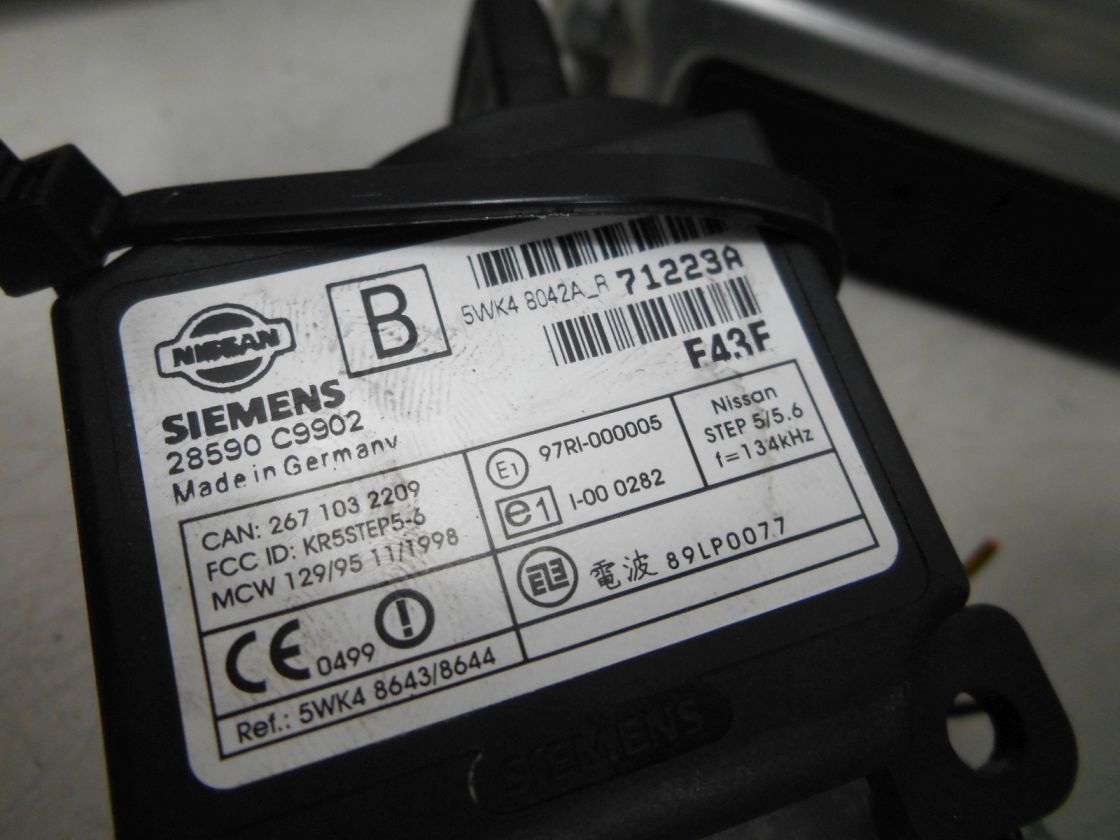 NISSAN
B
5WK4 8042A_R 71223A
F43F
SIEMENS
28590 C9902
Made in Germany
CAN: 267 103 2209
FCC ID: KR5STEP5-6
MCW 129/95 11/1998
E1 97RI-000005
e1 I-00 0282
Nissan
STEP 5/5.6
f=134kHz
CE 0499
電波 89LP0077
Ref.: 5WK4 8643/8644
SIEMENS